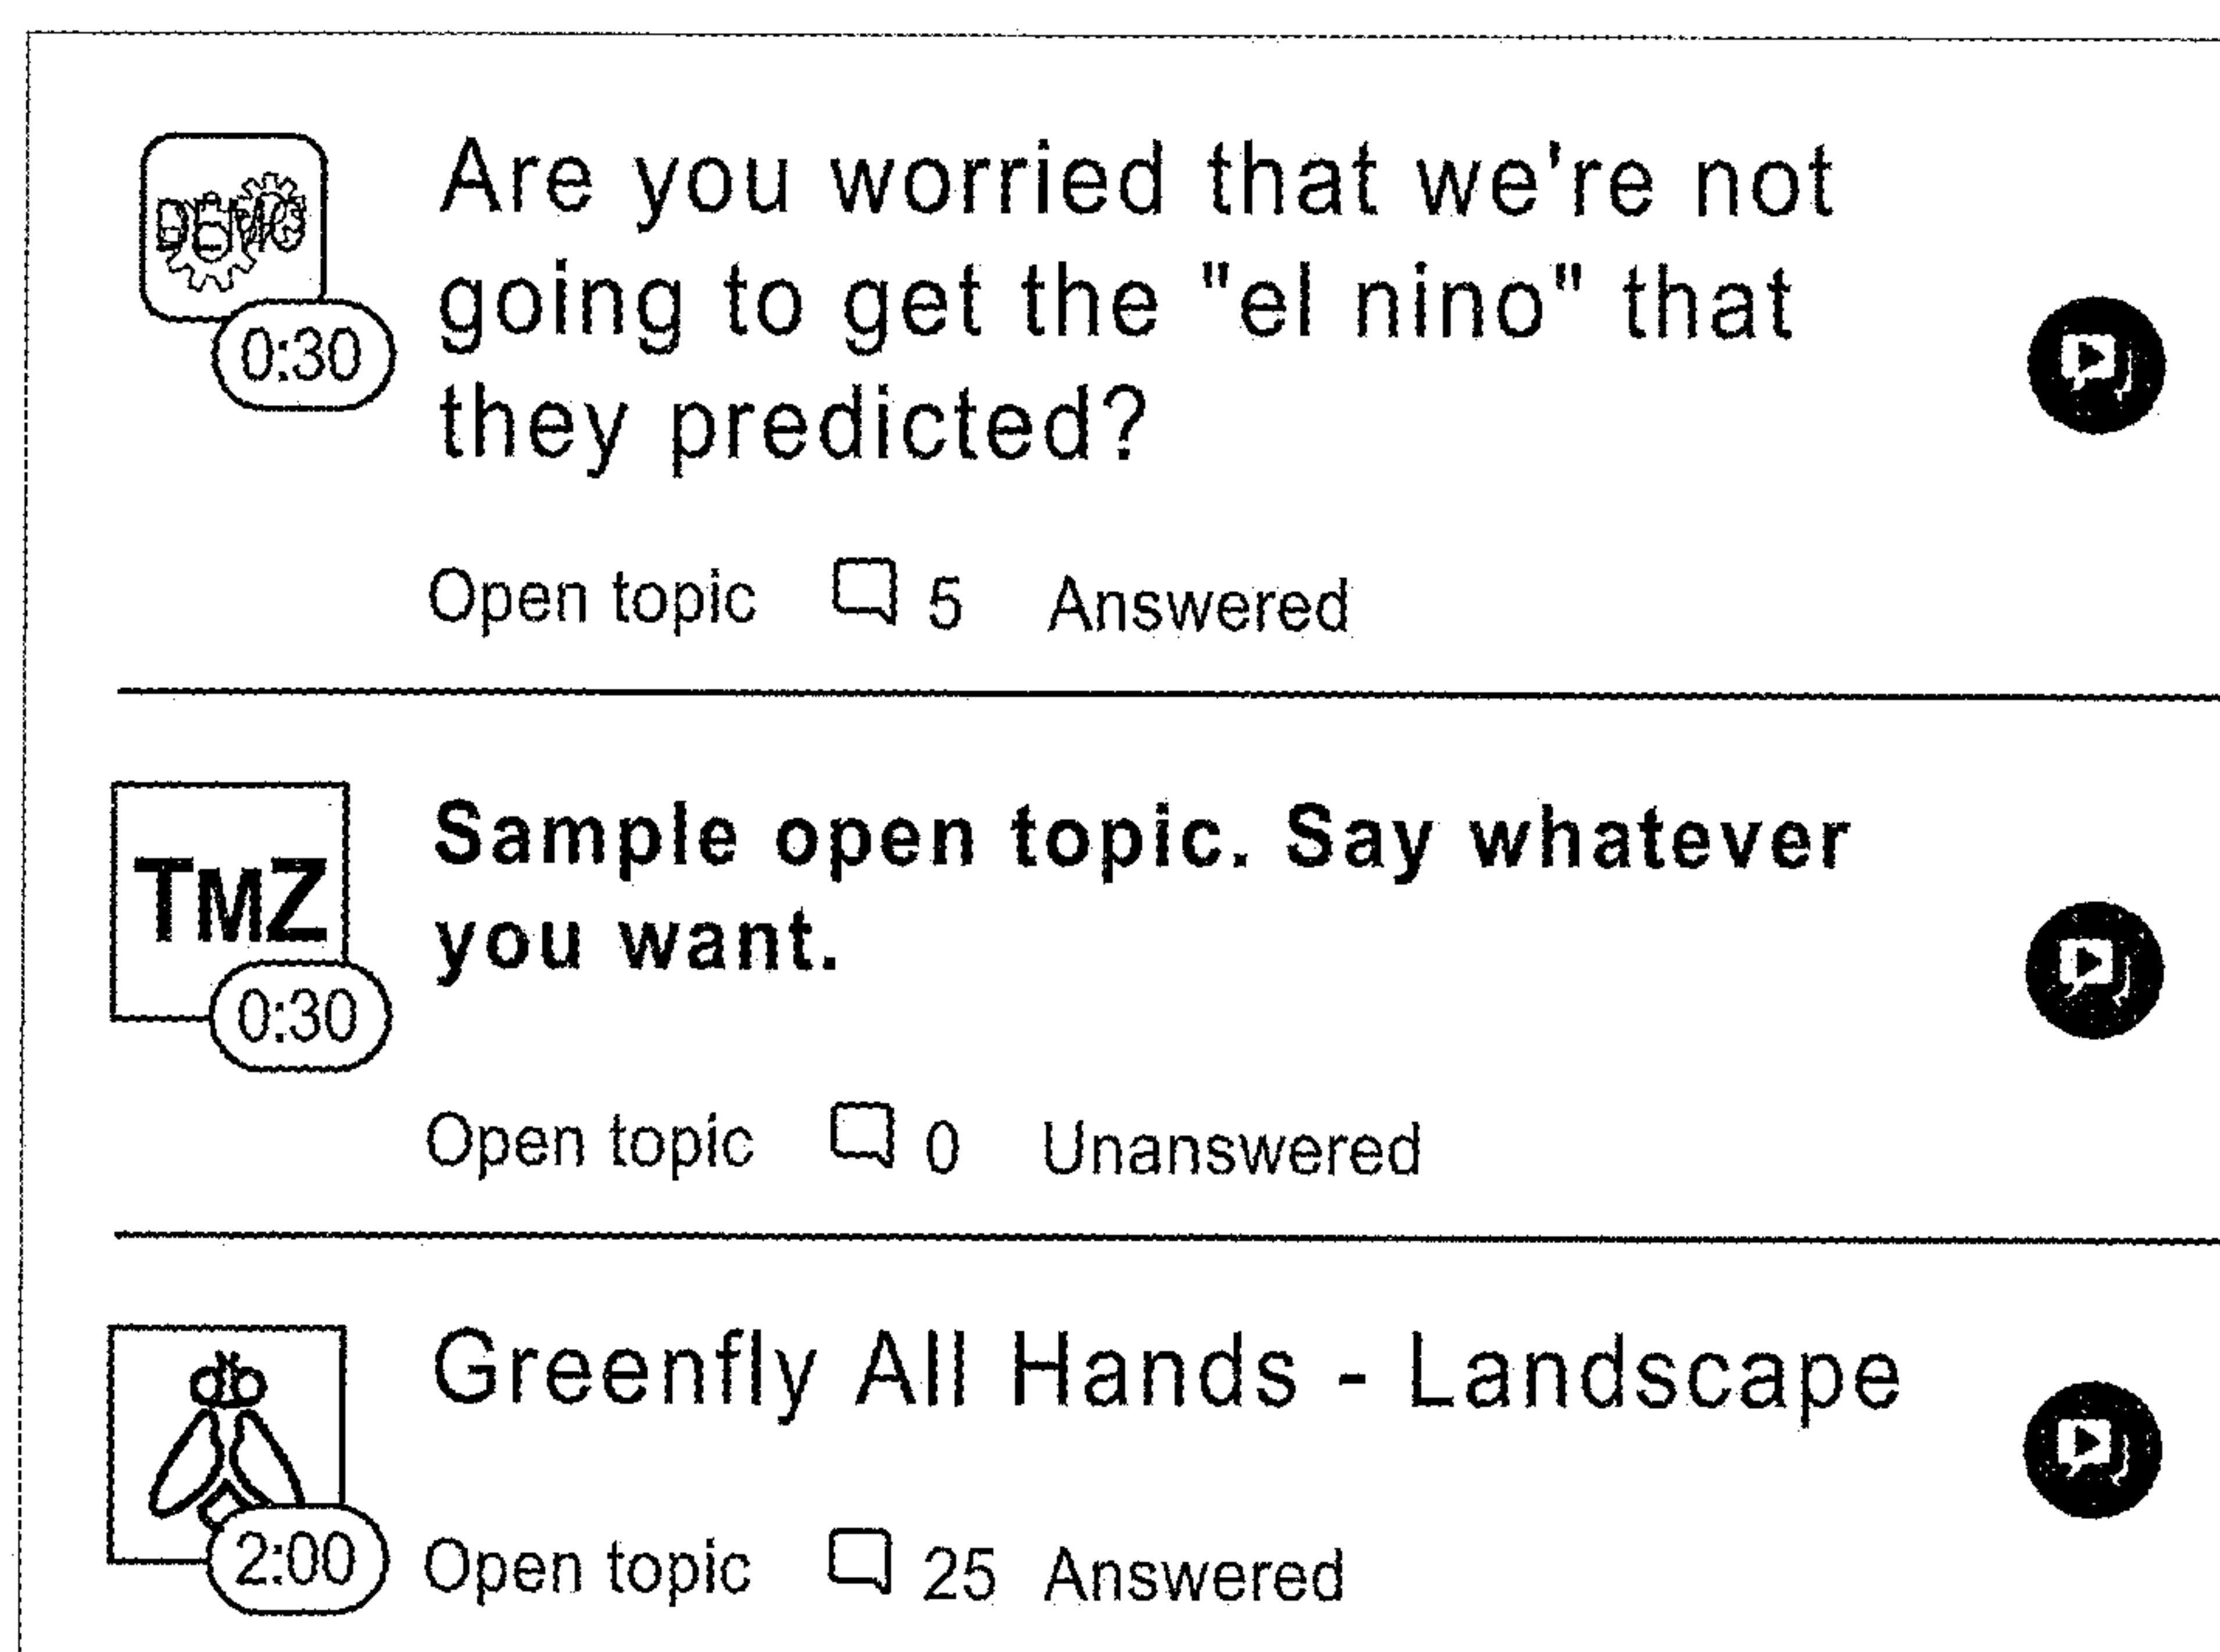 Are you worried that we're not
going to get the "el nino" that
they predicted?
0:30
Open topic 5 Answered
TMZ
Sample open topic. Say whatever
you want.
0:30
Open topic 0 Unanswered
Greenfly All Hands - Landscape
2:00
Open topic 25 Answered